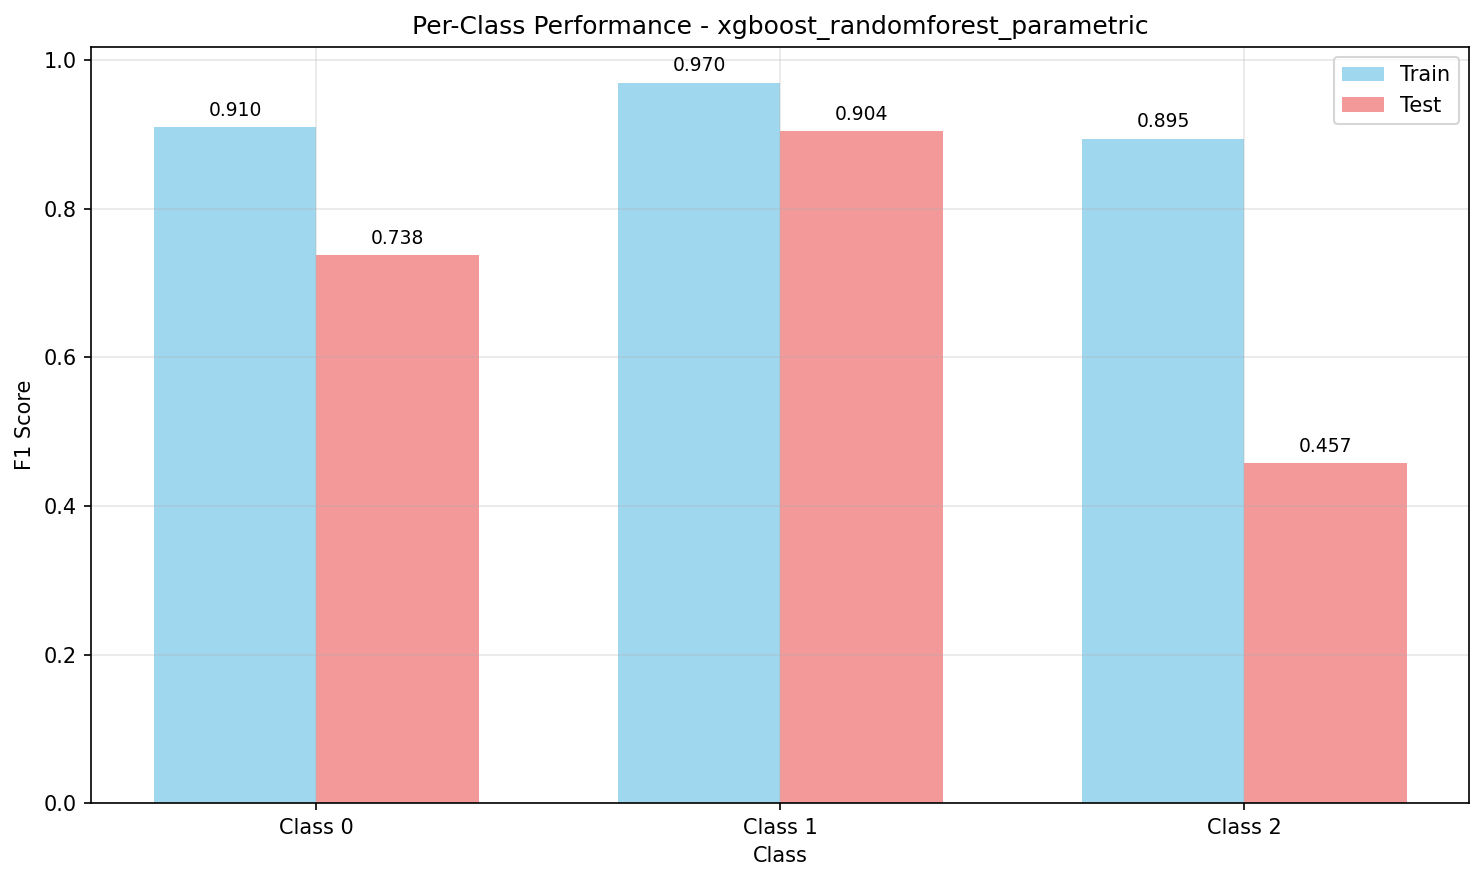 Per-Class Performance - xgboost_randomforest_parametric
Train
Test
F1 Score
1.0
0.8
0.6
0.4
0.2
0.0
0.910
0.738
0.970
0.904
0.895
0.457
Class 0
Class 1
Class 2
Class